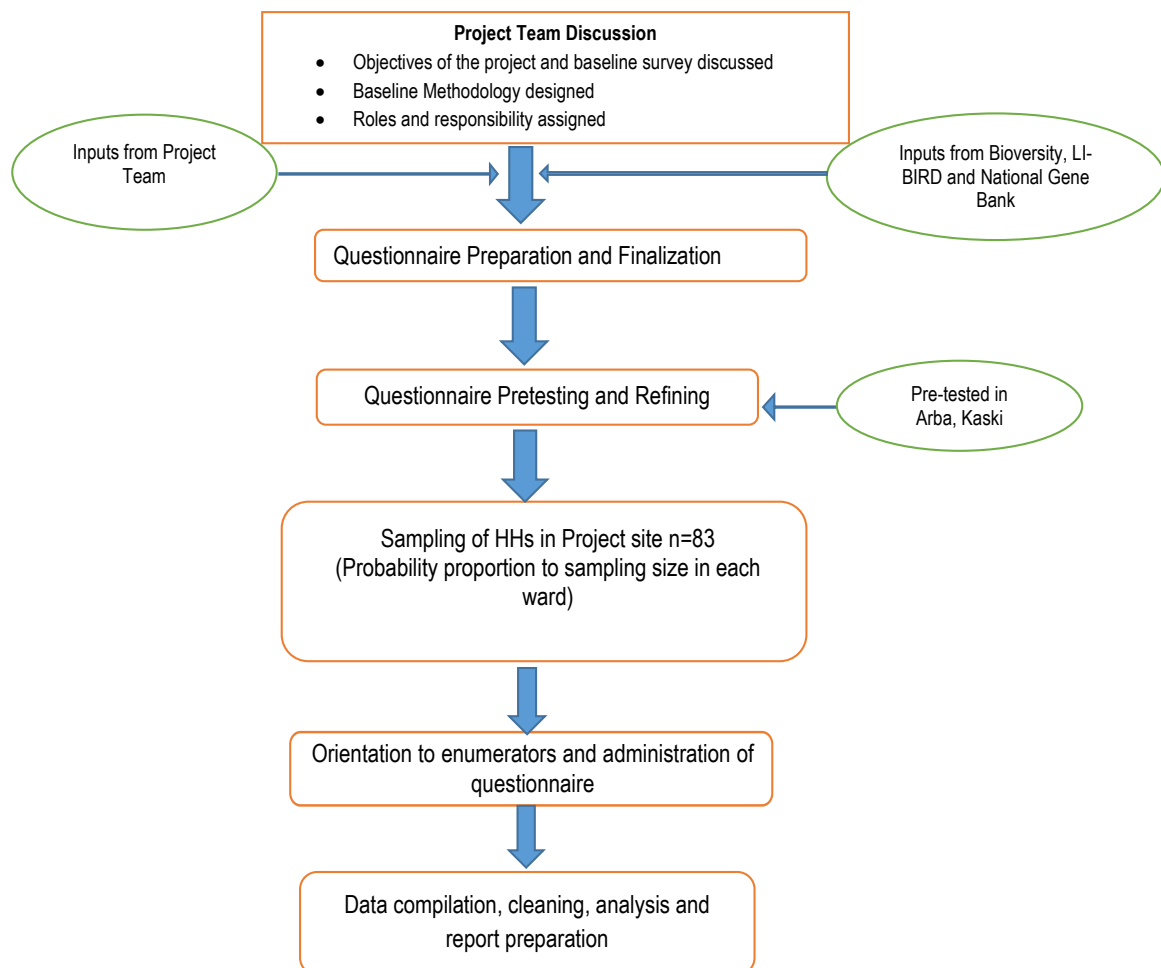 Project Team Discussion
• Objectives of the project and baseline survey discussed
• Baseline Methodology designed
• Roles and responsibility assigned
Inputs from Project
Team
Inputs from Bioversity, LI-
BIRD and National Gene
Bank
Questionnaire Preparation and Finalization
Questionnaire Pretesting and Refining
Pre-tested in
Arba, Kaski
Sampling of HHs in Project site n=83
(Probability proportion to sampling size in each
ward)
Orientation to enumerators and administration of
questionnaire
Data compilation, cleaning, analysis and
report preparation